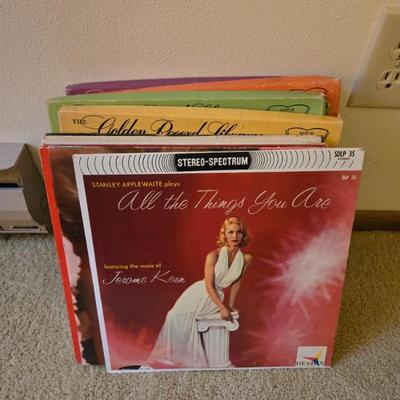 THE Golden Record Library
ALBUM
STEREO-SPECTRUM
SDLP 35
STANLEY APPLEWAITE plays
All the Things You Are
featuring the music of
Jerome Kern
DESIGN